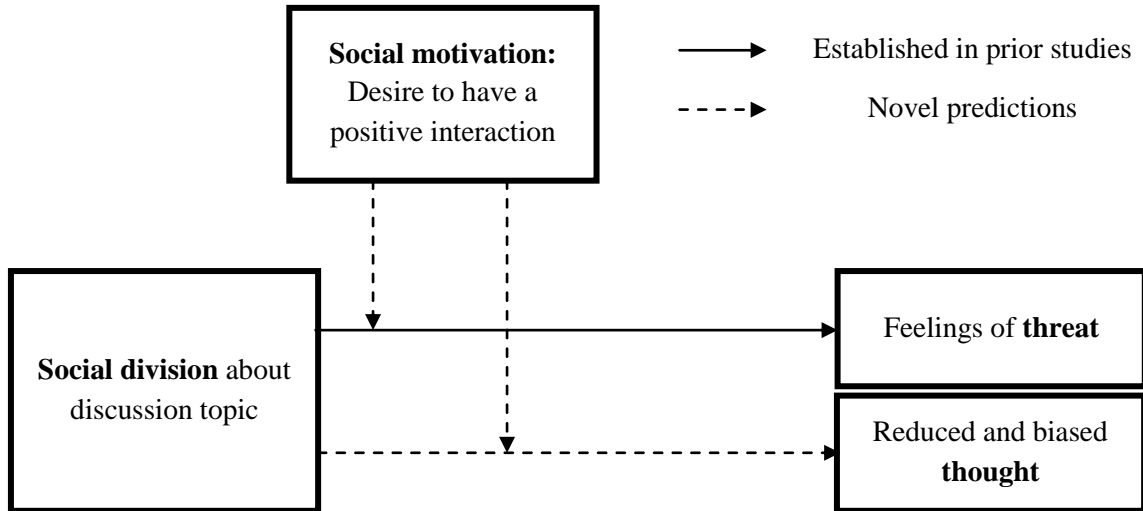 Social motivation:
Desire to have a
positive interaction
Established in prior studies
Novel predictions
Social division about
discussion topic
Feelings of threat
Reduced and biased
thought